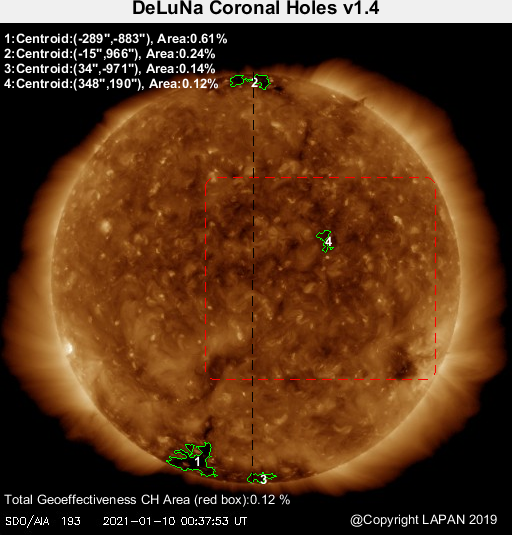 DeLuNa Coronal Holes v1.4
1:Centroid:(-289",-883"), Area:0.61%
2:Centroid:(-15",966"), Area:0.24%
3:Centroid:(34",-971"), Area:0.14%
4:Centroid:(348",190"), Area:0.12%
2
4
1
3
Total Geoeffectiveness CH Area (red box):0.12 %
SDO/AIA 193 2021-01-10 00:37:53 UT
@Copyright LAPAN 2019